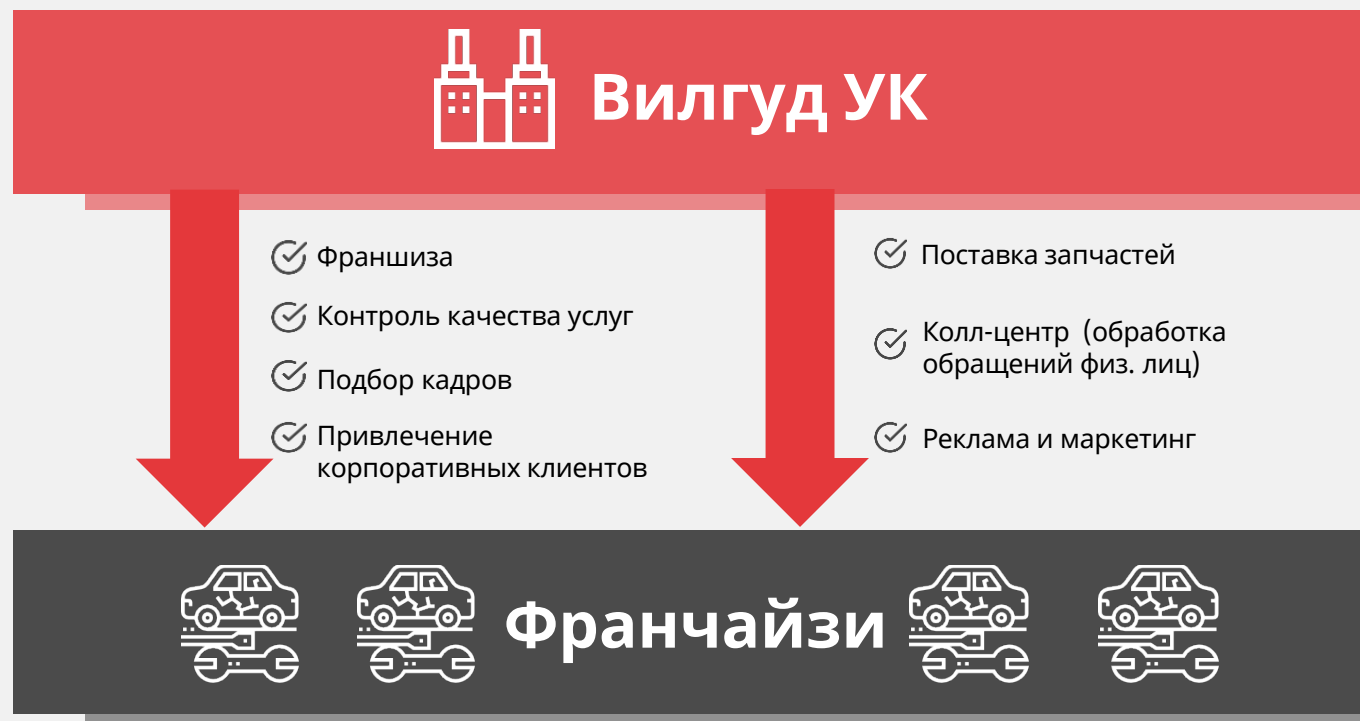 Вилгуд УК
Франшиза
Контроль качества услуг
Подбор кадров
Привлечение
корпоративных клиентов
Поставка запчастей
Колл-центр  (обработка
обращений физ. лиц)
Реклама и маркетинг
Франчайзи